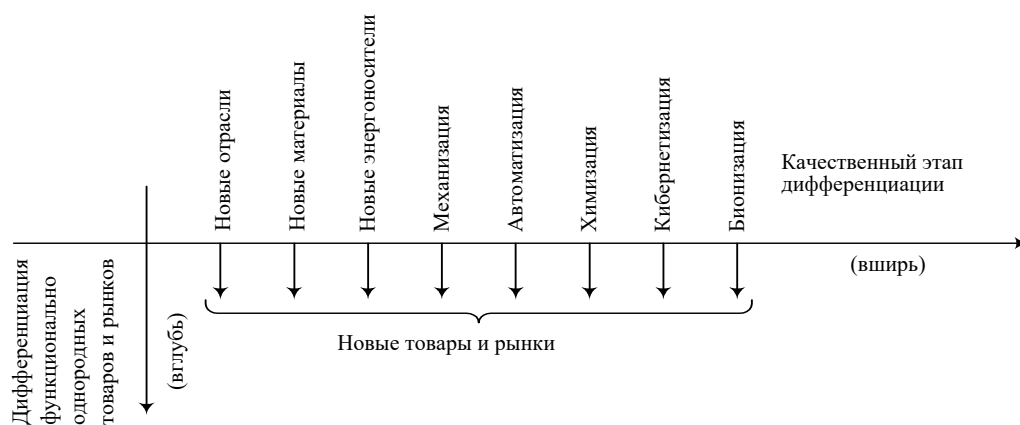 Новые отрасли
Новые материалы
Новые энергоносители
Механизация
Автоматизация
Химизация
Кибернетизация
Бионизация
Качественный этап
дифференциации
(вширь)
Дифференциация
функционально
однородных
товаров и рынков
(вглубь)
Новые товары и рынки